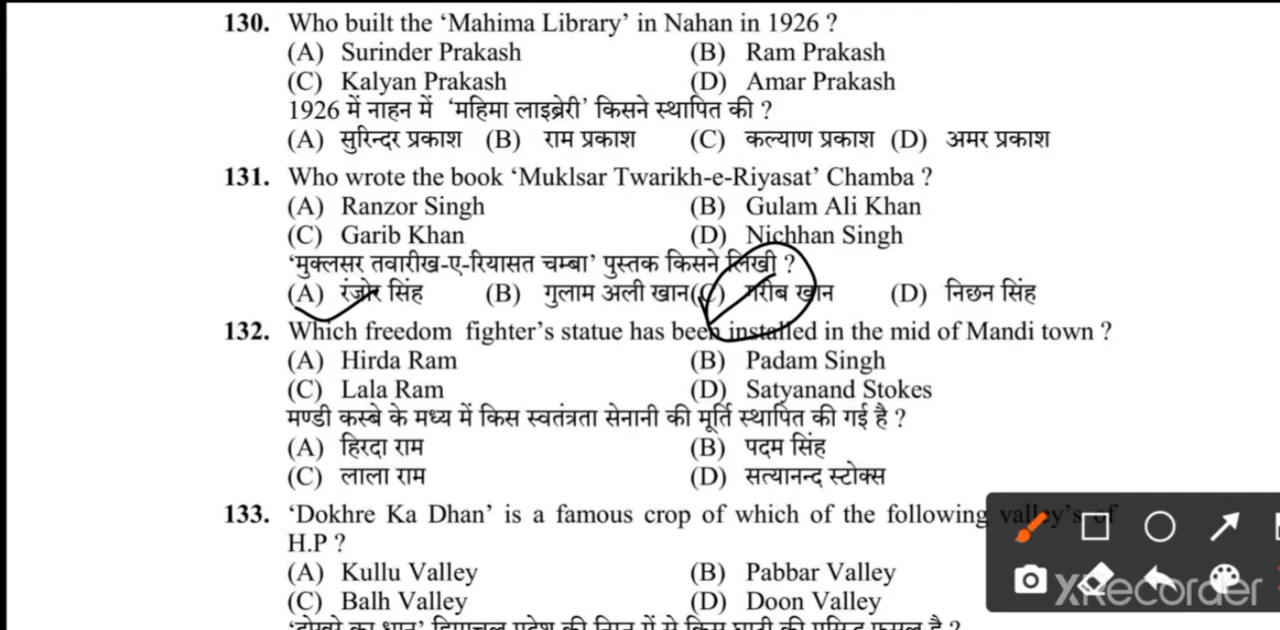 130. Who built the ‘Mahima Library’ in Nahan in 1926 ?
(A) Surinder Prakash (B) Ram Prakash
(C) Kalyan Prakash (D) Amar Prakash
1926 में नाहन में ‘महिमा लाइब्रेरी’ किसने स्थापित की ?
(A) सुरिन्दर प्रकाश (B) राम प्रकाश (C) कल्याण प्रकाश (D) अमर प्रकाश
131. Who wrote the book ‘Muklsar Twarikh-e-Riyasat’ Chamba ?
(A) Ranzor Singh (B) Gulam Ali Khan
(C) Garib Khan (D) Nichhan Singh
‘मुक्लसर तवारीख-ए-रियासत चम्बा’ पुस्तक किसने लिखी ?
(A) रंज़ोर सिंह (B) गुलाम अली खान (C) गरीब खान (D) निछन सिंह
132. Which freedom fighter’s statue has been installed in the mid of Mandi town ?
(A) Hirda Ram (B) Padam Singh
(C) Lala Ram (D) Satyanand Stokes
मण्डी कस्बे के मध्य में किस स्वतंत्रता सेनानी की मूर्ति स्थापित की गई है ?
(A) हिरदा राम (B) पदम सिंह
(C) लाला राम (D) सत्यानन्द स्टोक्स
133. ‘Dokhre Ka Dhan’ is a famous crop of which of the following valley’s of
H.P ?
(A) Kullu Valley (B) Pabbar Valley
(C) Balh Valley (D) Doon Valley
XRecorder